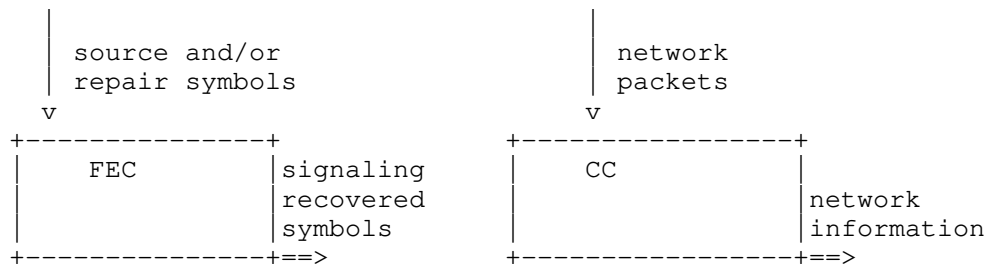 source and/or
repair symbols
network
packets
v
v
FEC
signaling
recovered
symbols
CC
network
information